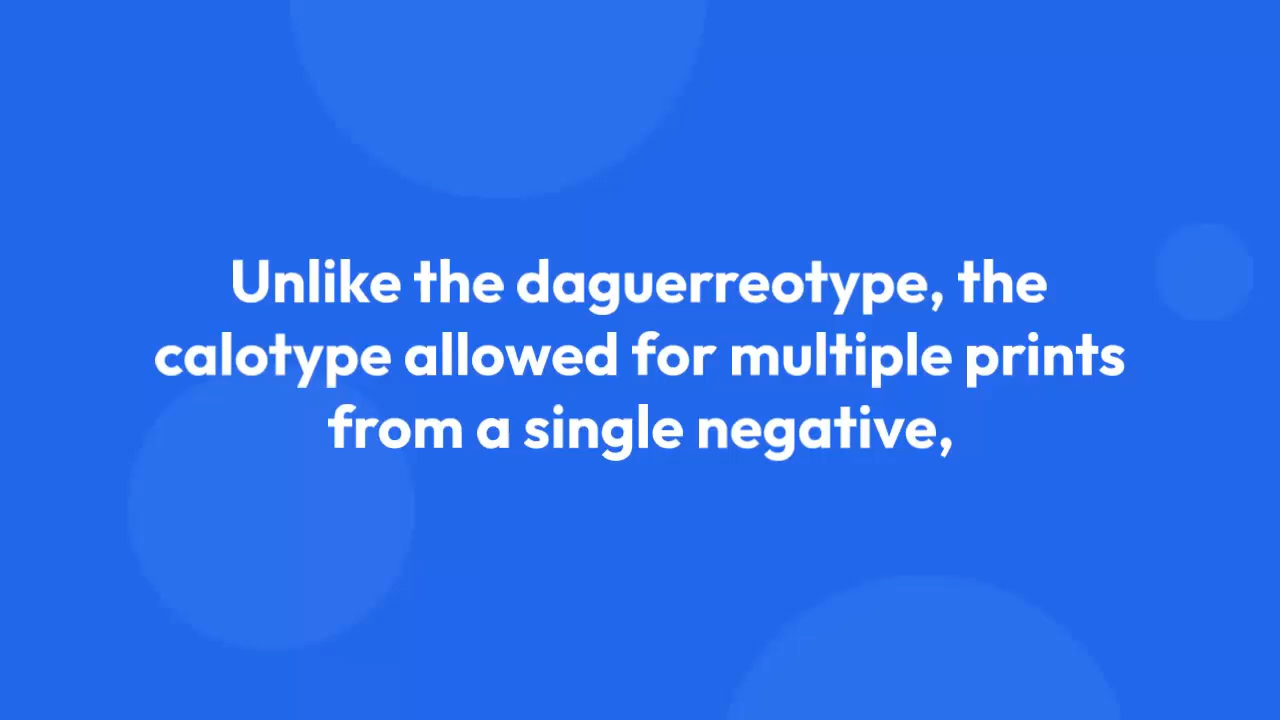 Unlike the daguerreotype, the
calotype allowed for multiple prints
from a single negative,